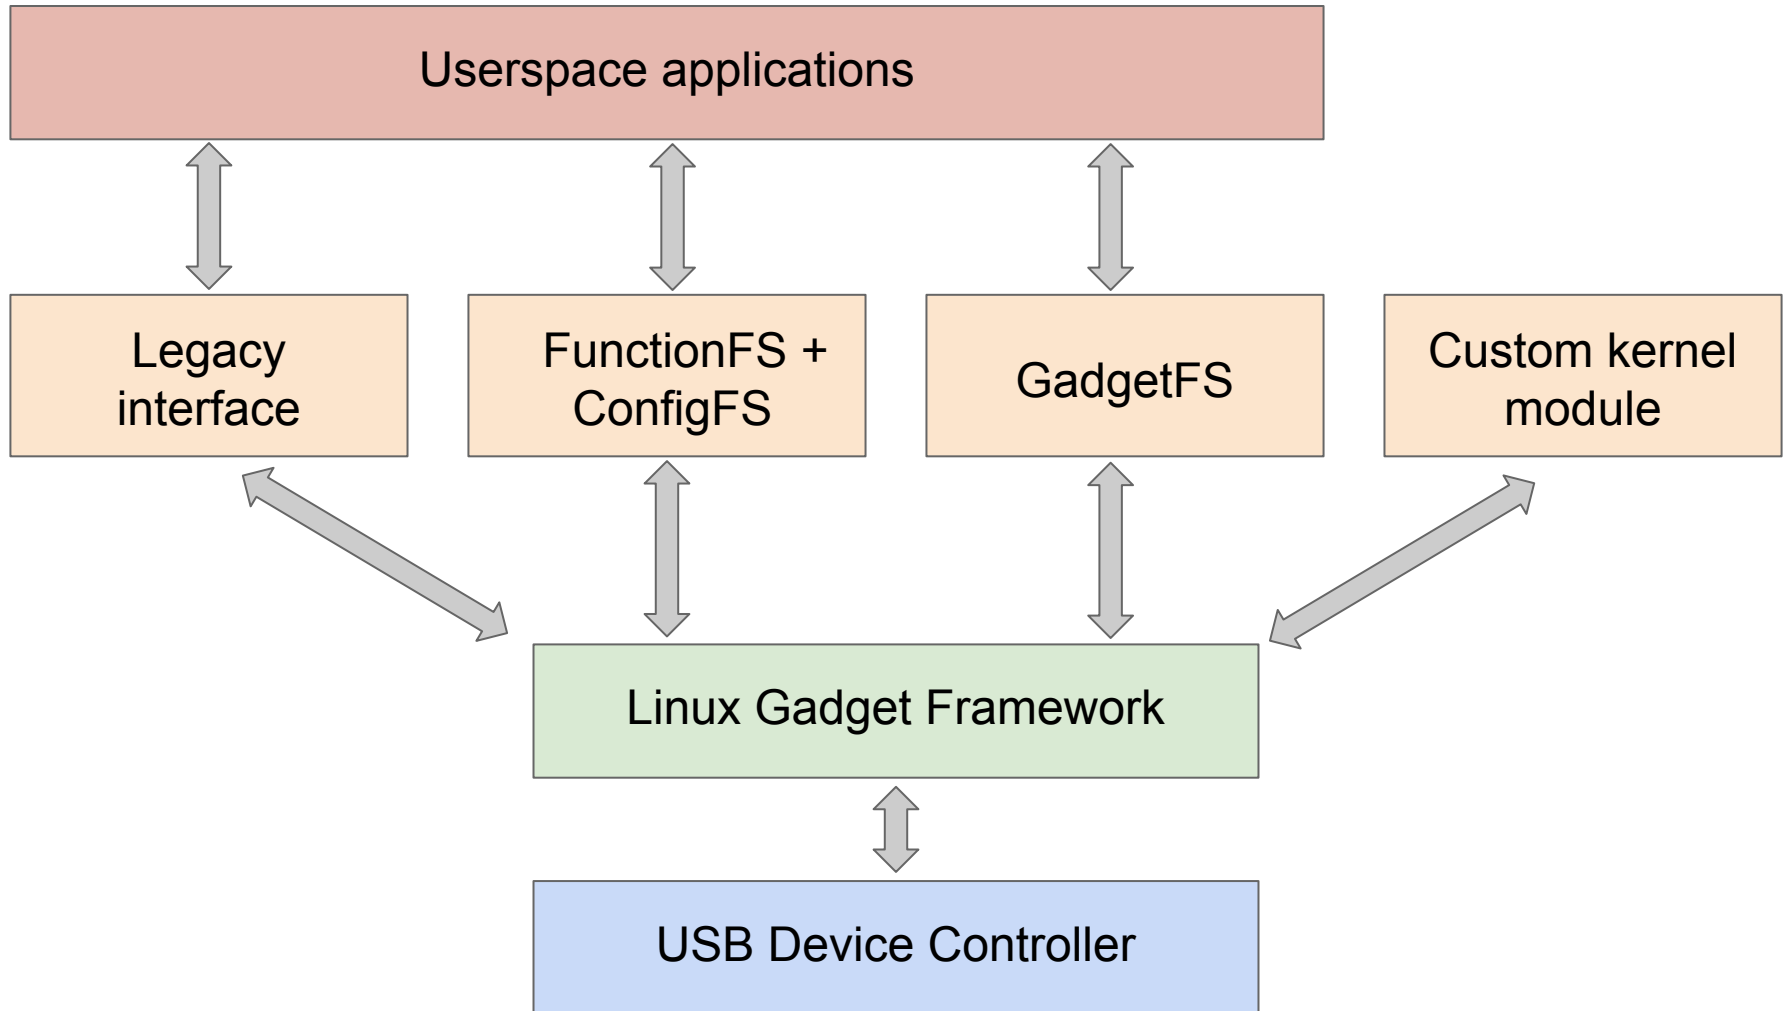 Userspace applications
Legacy
interface
FunctionFS +
ConfigFS
GadgetFS
Custom kernel
module
Linux Gadget Framework
USB Device Controller